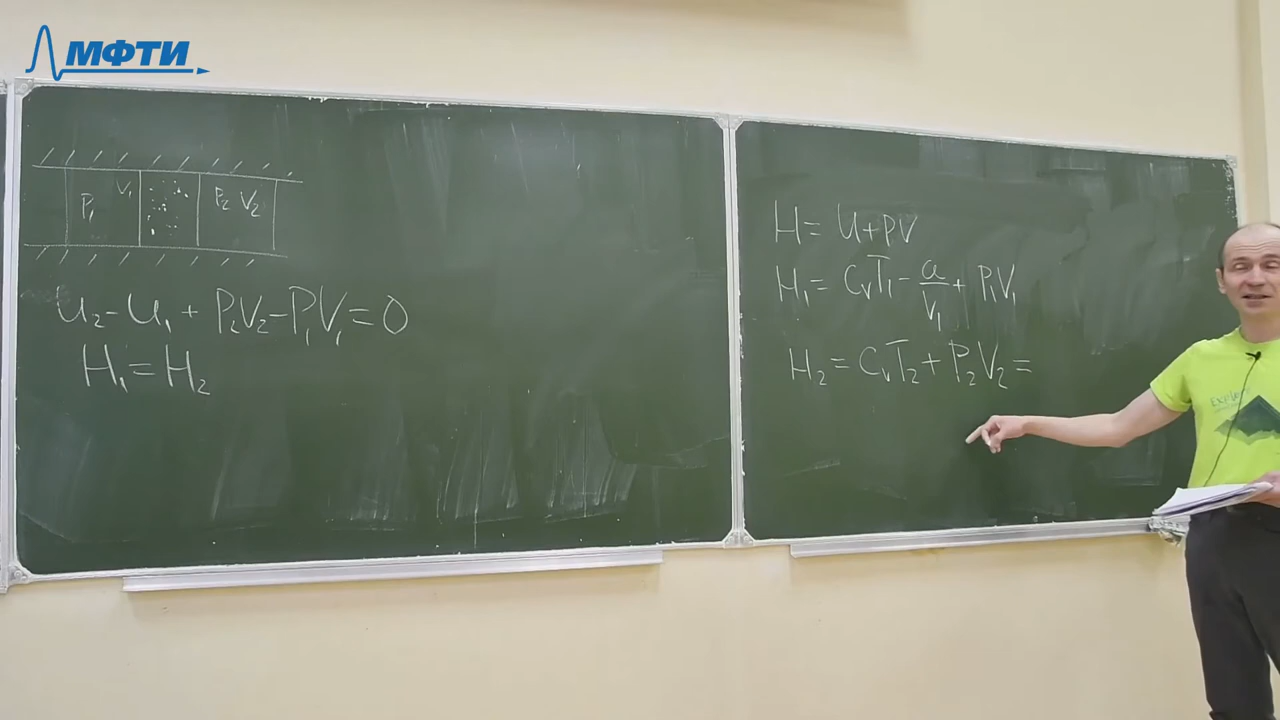 МФТИ
P₁ V₁ P₂ V₂
U₂ - U₁ + P₂V₂ - P₁V₁ = 0
H₁ = H₂
H = U + PV
H₁ = CᵥT₁ - a/V₁ + P₁V₁
H₂ = CᵥT₂ + P₂V₂ =